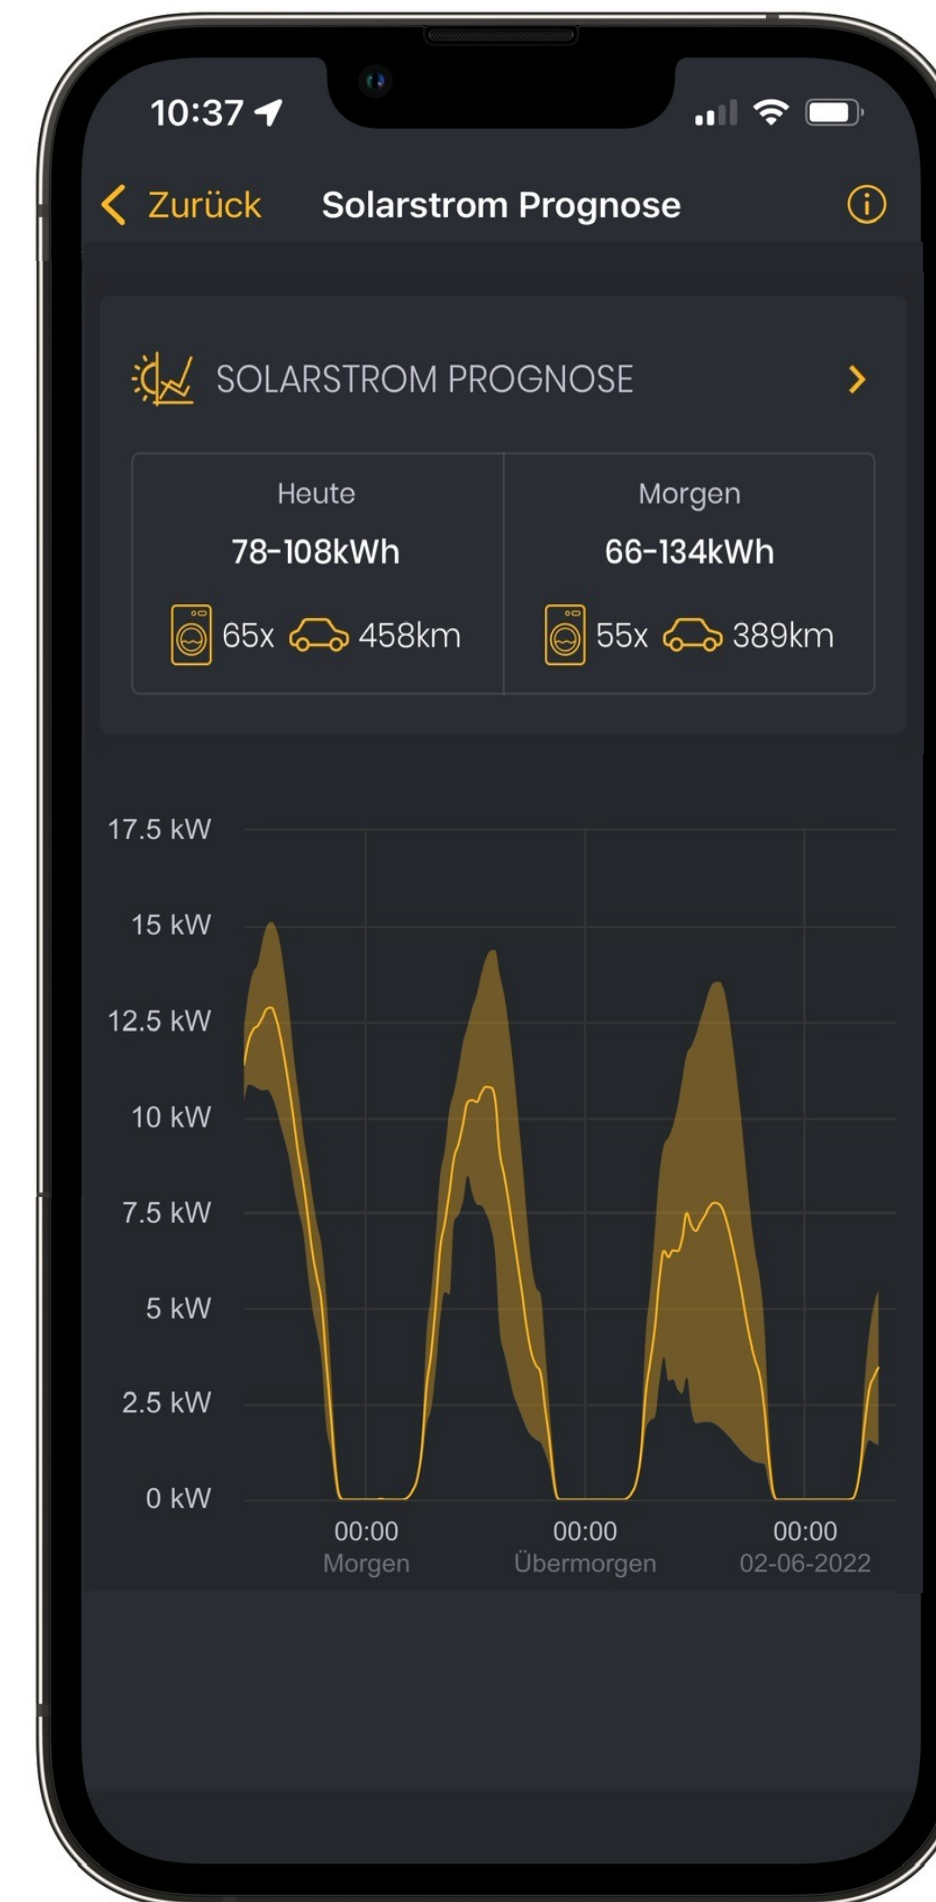 10:37
Zurück Solarstrom Prognose
SOLARSTROM PROGNOSE
Heute Morgen
78-108kWh 66-134kWh
65x 458km 55x 389km
17.5 kW
15 kW
12.5 kW
10 kW
7.5 kW
5 kW
2.5 kW
0 kW
00:00 00:00 00:00
Morgen Übermorgen 02-06-2022